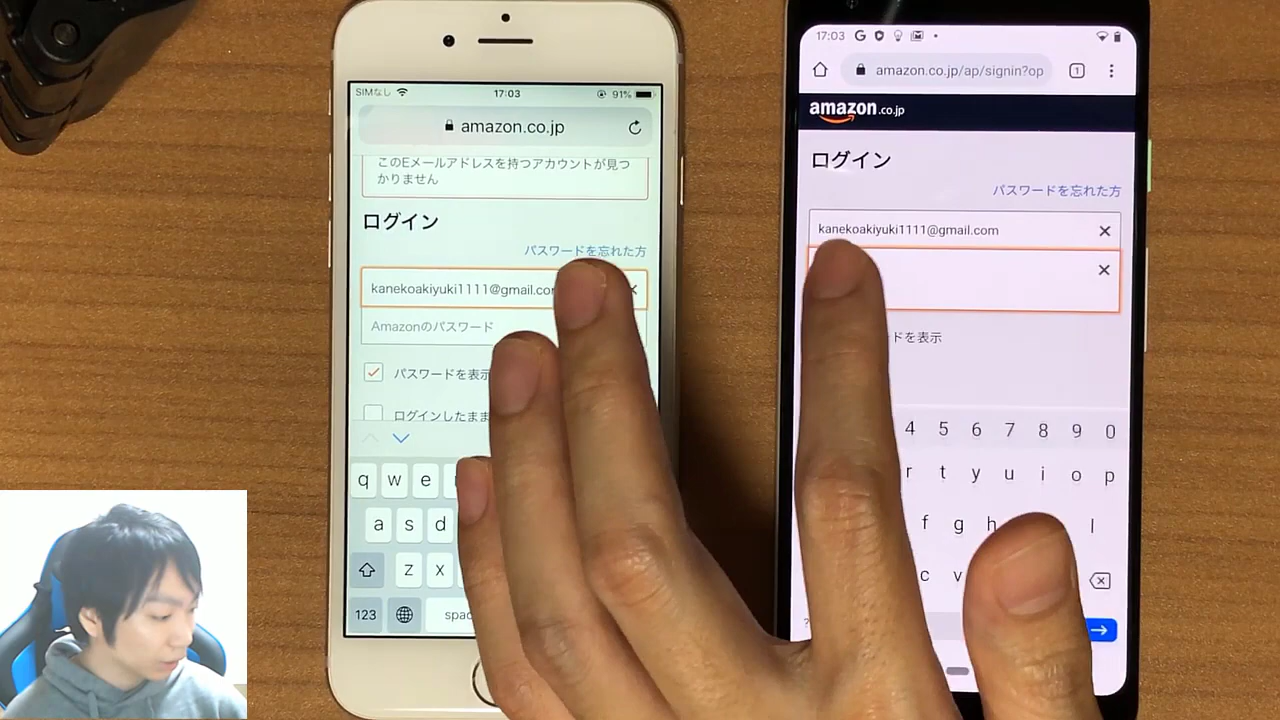 SIMなし 17:03 91%
amazon.co.jp
このEメールアドレスを持つアカウントが見つ
かりません
ログイン
パスワードを忘れた方
kanekoakiyuki1111@gmail.co
Amazonのパスワード
パスワードを表示
ログインしたまま
q w e
a s d
z x
123 spac
17:03
amazon.co.jp/ap/signin?op 1
amazon.co.jp
ログイン
パスワードを忘れた方
kanekoakiyuki1111@gmail.com
ドを表示
4 5 6 7 8 9 0
r t y u i o p
f g h l
c v